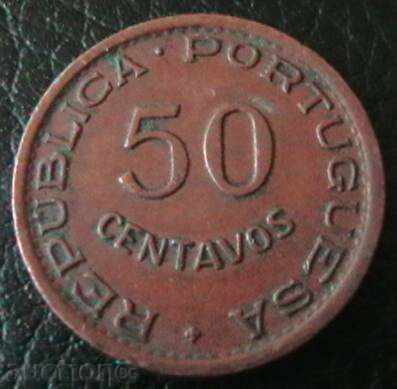 REPUBLICA · PORTUGUESA
50
CENTAVOS